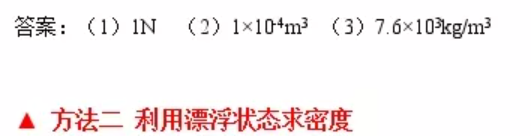 答案：（1）1N （2）1×10⁻⁴m³ （3）7.6×10³kg/m³
▲ 方法二 利用漂浮状态求密度